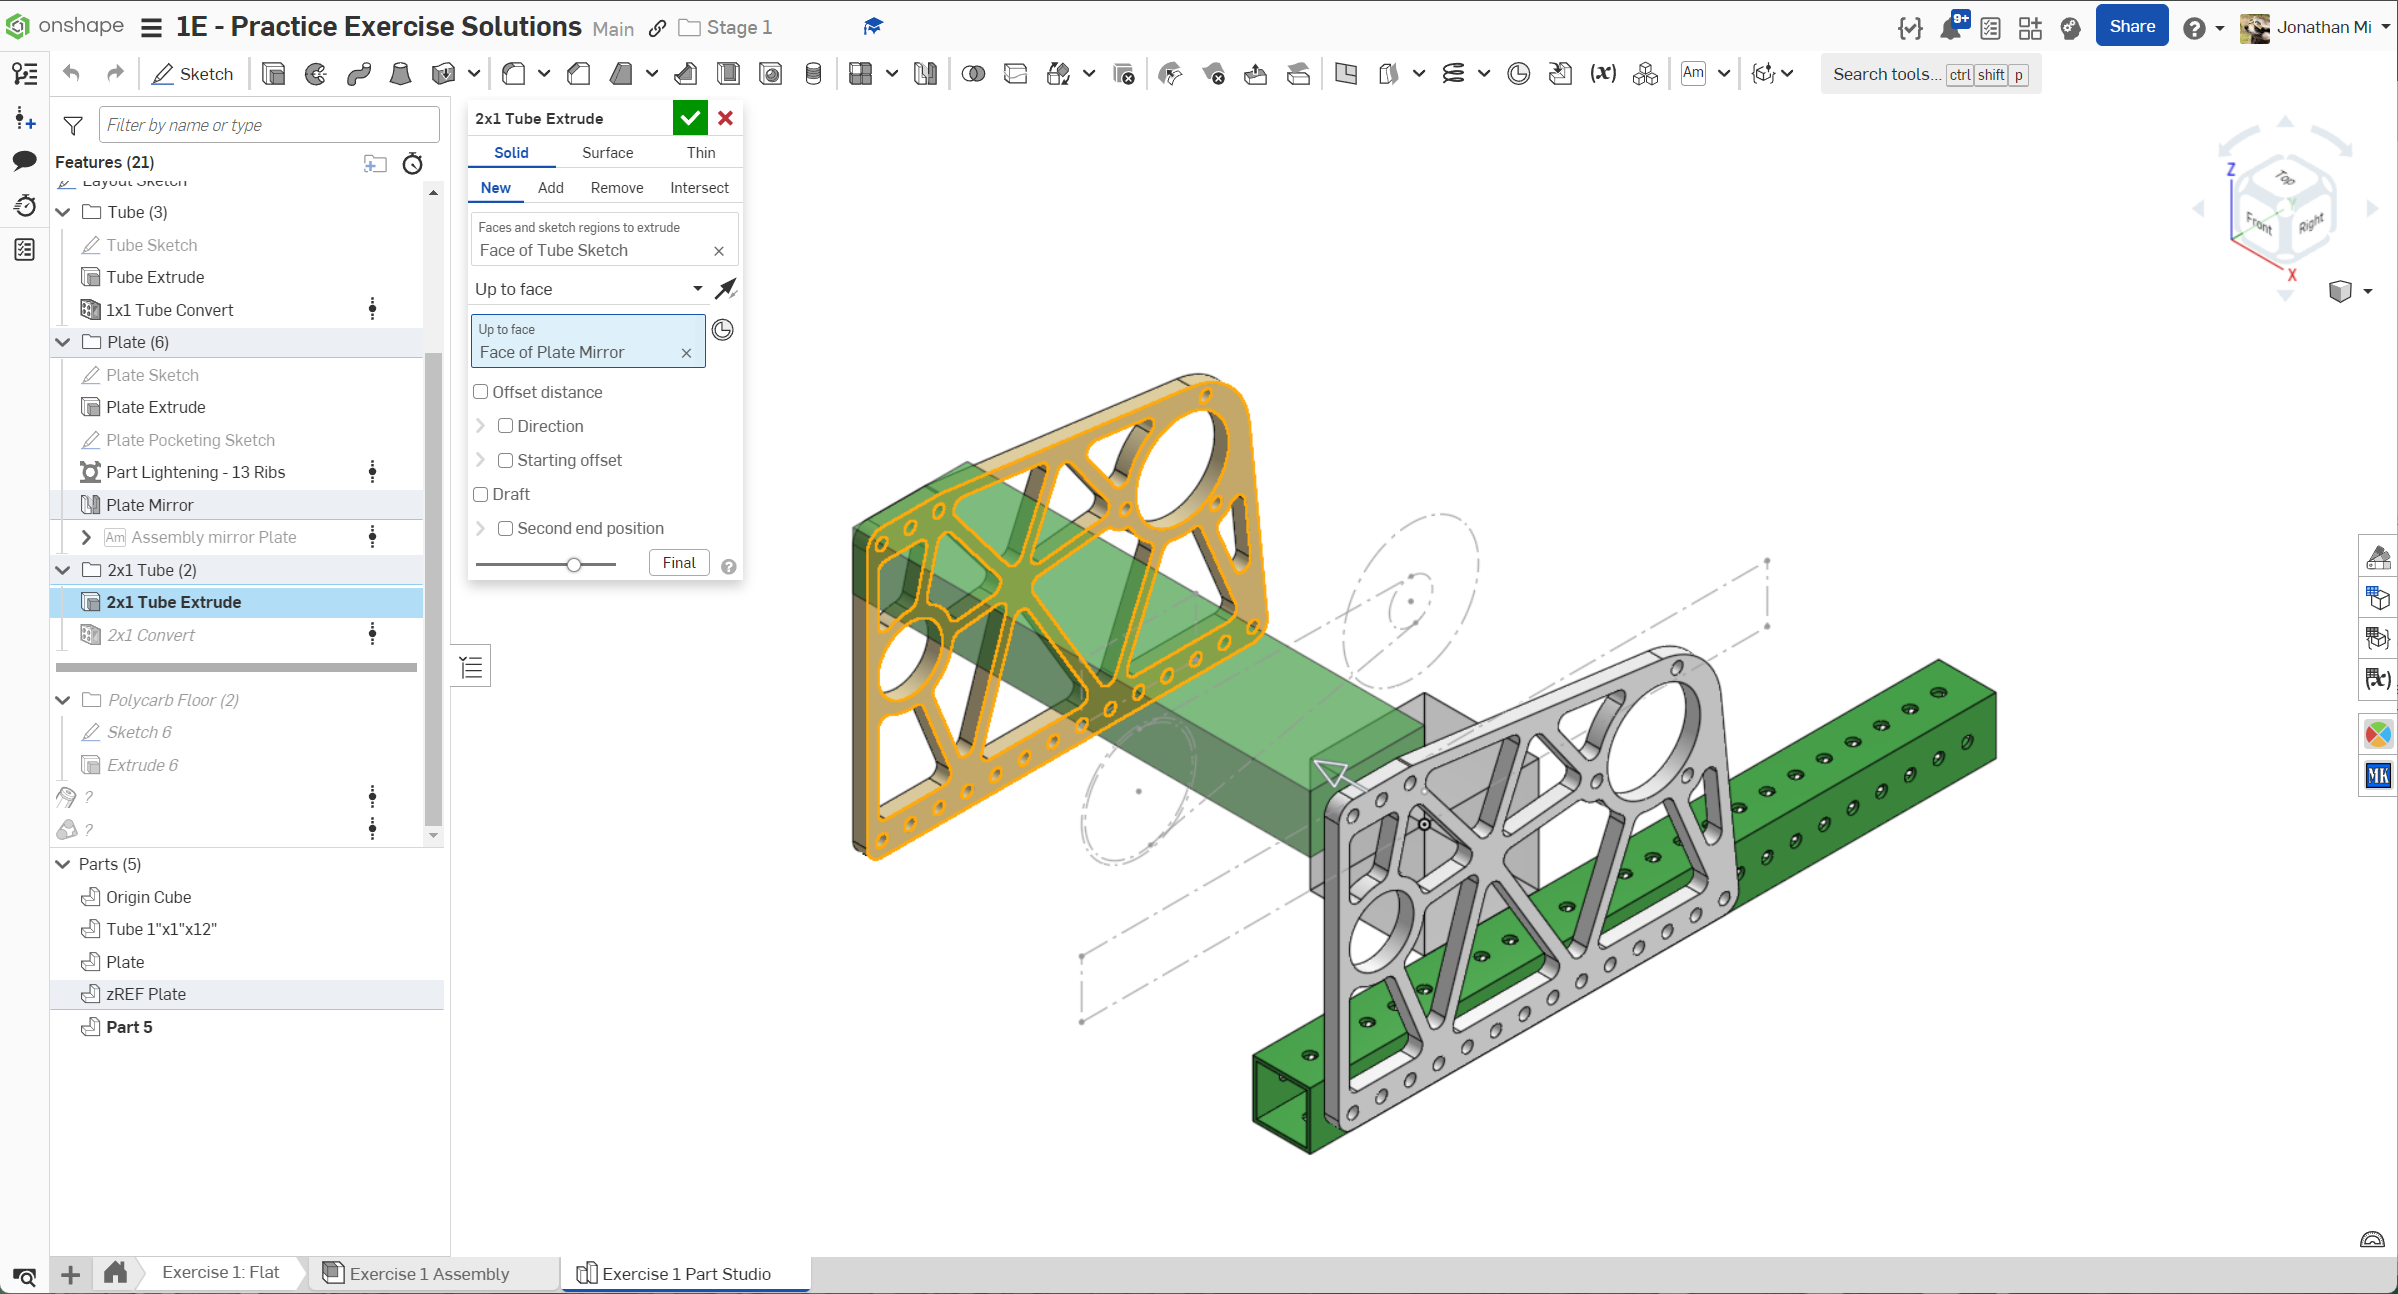 onshape
1E - Practice Exercise Solutions Main Stage 1
9+
Share
Jonathan Mi
Sketch
Am
Search tools... ctrl shift p
Filter by name or type
Features (21)
Layout Sketch
Tube (3)
Tube Sketch
Tube Extrude
1x1 Tube Convert
Plate (6)
Plate Sketch
Plate Extrude
Plate Pocketing Sketch
Part Lightening - 13 Ribs
Plate Mirror
Am Assembly mirror Plate
2x1 Tube (2)
2x1 Tube Extrude
2x1 Convert
Polycarb Floor (2)
Sketch 6
Extrude 6
?
?
Parts (5)
Origin Cube
Tube 1"x1"x12"
Plate
zREF Plate
Part 5
2x1 Tube Extrude
Solid Surface Thin
New Add Remove Intersect
Faces and sketch regions to extrude
Face of Tube Sketch
Up to face
Up to face
Face of Plate Mirror
Offset distance
Direction
Starting offset
Draft
Second end position
Final
Z
Top
Y
Front
Right
X
(x)
(x)
MK
Exercise 1: Flat
Exercise 1 Assembly
Exercise 1 Part Studio